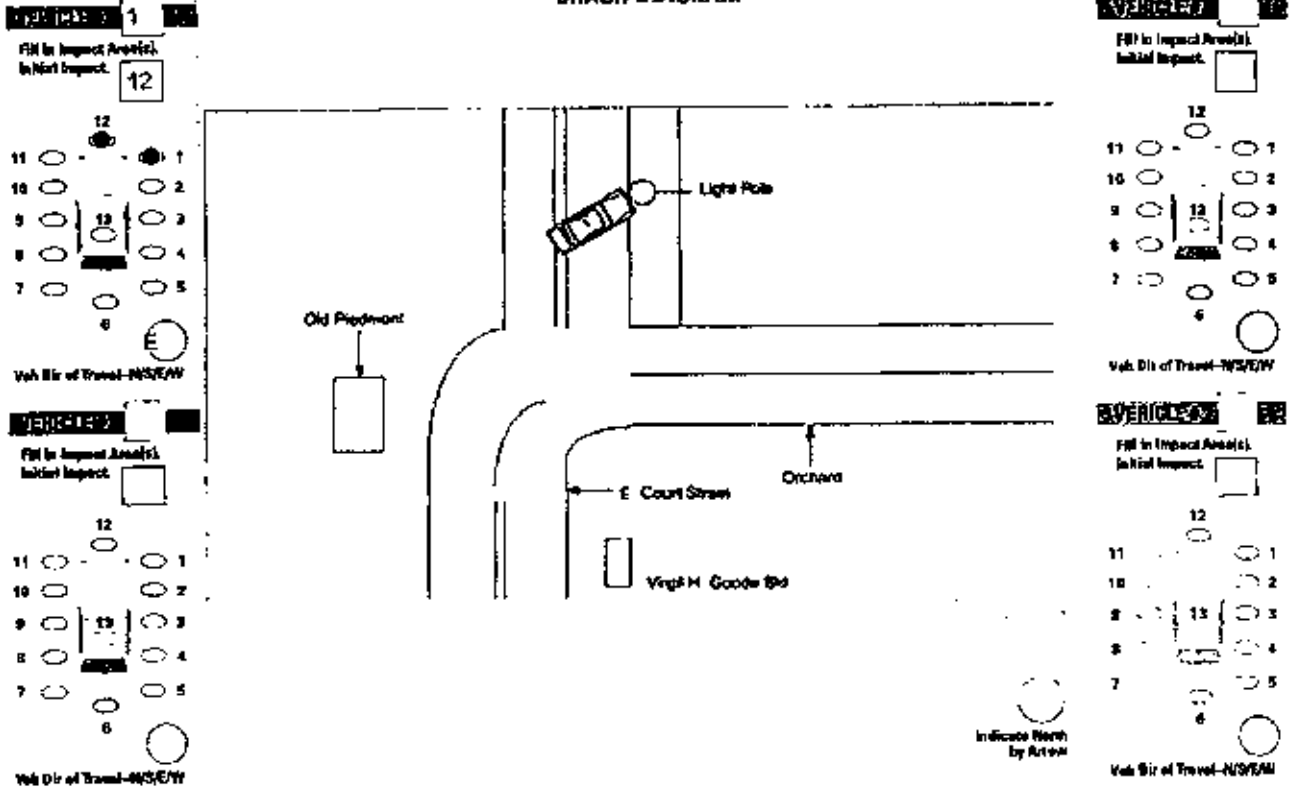 VEHICLE 1
Fill in Impact Area(s).
Initial Impact.
12
12
11 1
10 2
9 13 3
8 4
7 5
6
E
Veh Dir of Travel-N/S/E/W
VEHICLE
Fill in Impact Area(s).
Initial Impact.
12
11 1
10 2
9 13 3
8 4
7 5
6
Veh Dir of Travel-N/S/E/W
Light Pole
Old Piedmont
Orchard
E Court Street
Virgil H Goode Bld
Indicate North
by Arrow
VEHICLE
Fill in Impact Area(s).
Initial Impact.
12
11 1
10 2
9 13 3
8 4
7 5
6
Veh Dir of Travel-N/S/E/W
VEHICLE
Fill in Impact Area(s).
Initial Impact.
12
11 1
10 2
9 13 3
8 4
7 5
6
Veh Dir of Travel-N/S/E/W